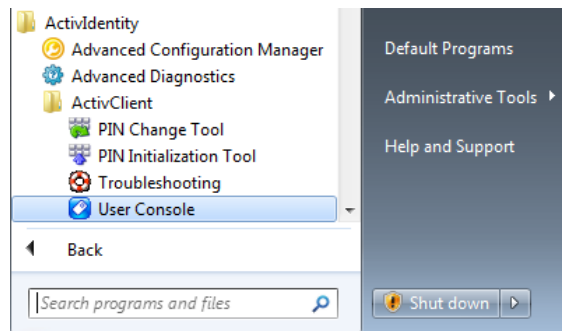 ActivIdentity
Advanced Configuration Manager
Advanced Diagnostics
ActivClient
PIN Change Tool
PIN Initialization Tool
Troubleshooting
User Console
Back
Search programs and files
Default Programs
Administrative Tools
Help and Support
Shut down